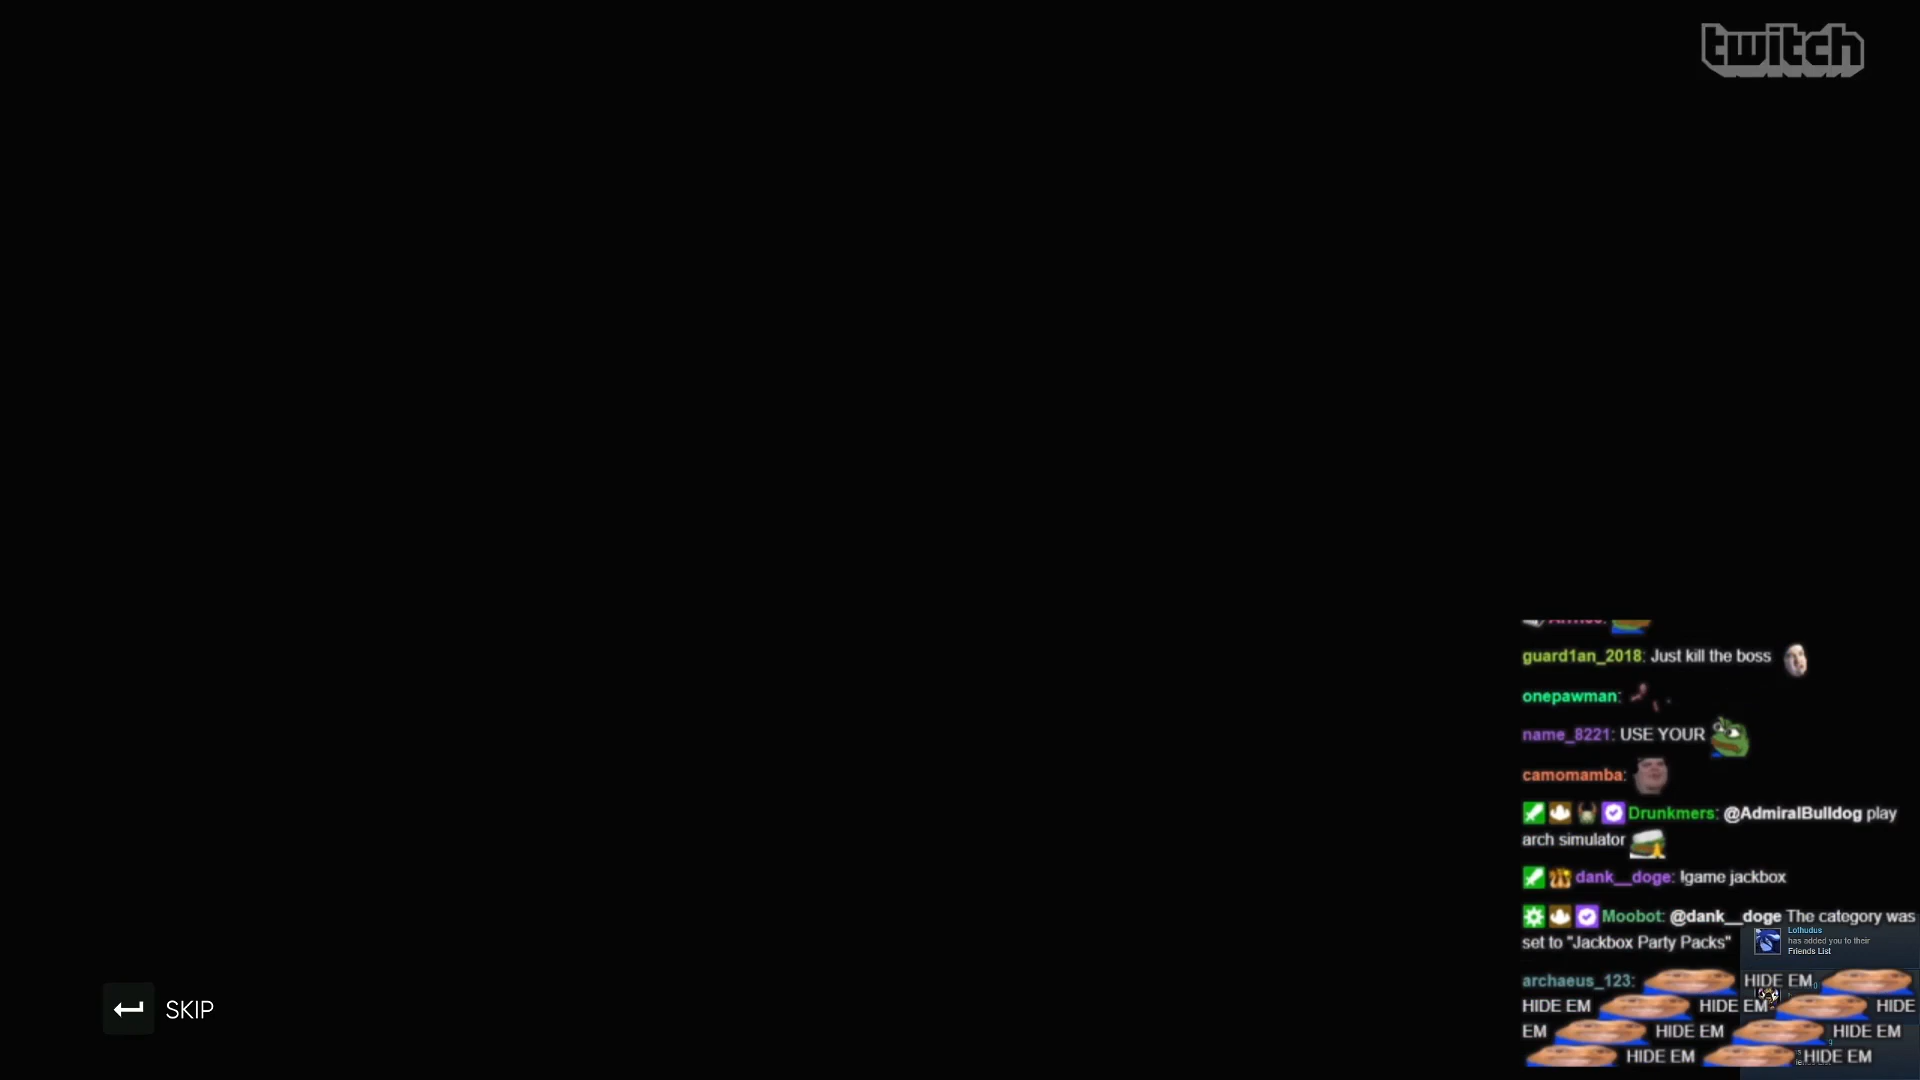 twitch
guard1an_2018: Just kill the boss
onepawman:
name_8221: USE YOUR
camomamba:
Drunkmers: @AdmiralBulldog play
arch simulator
dank__doge: !game jackbox
Moobot: @dank__doge The category was
set to "Jackbox Party Packs"
Lothudus
has added you to their
Friends List
archaeus_123: HIDE EM
HIDE EM HIDE EM HIDE
EM HIDE EM HIDE EM
HIDE EM HIDE EM
SKIP